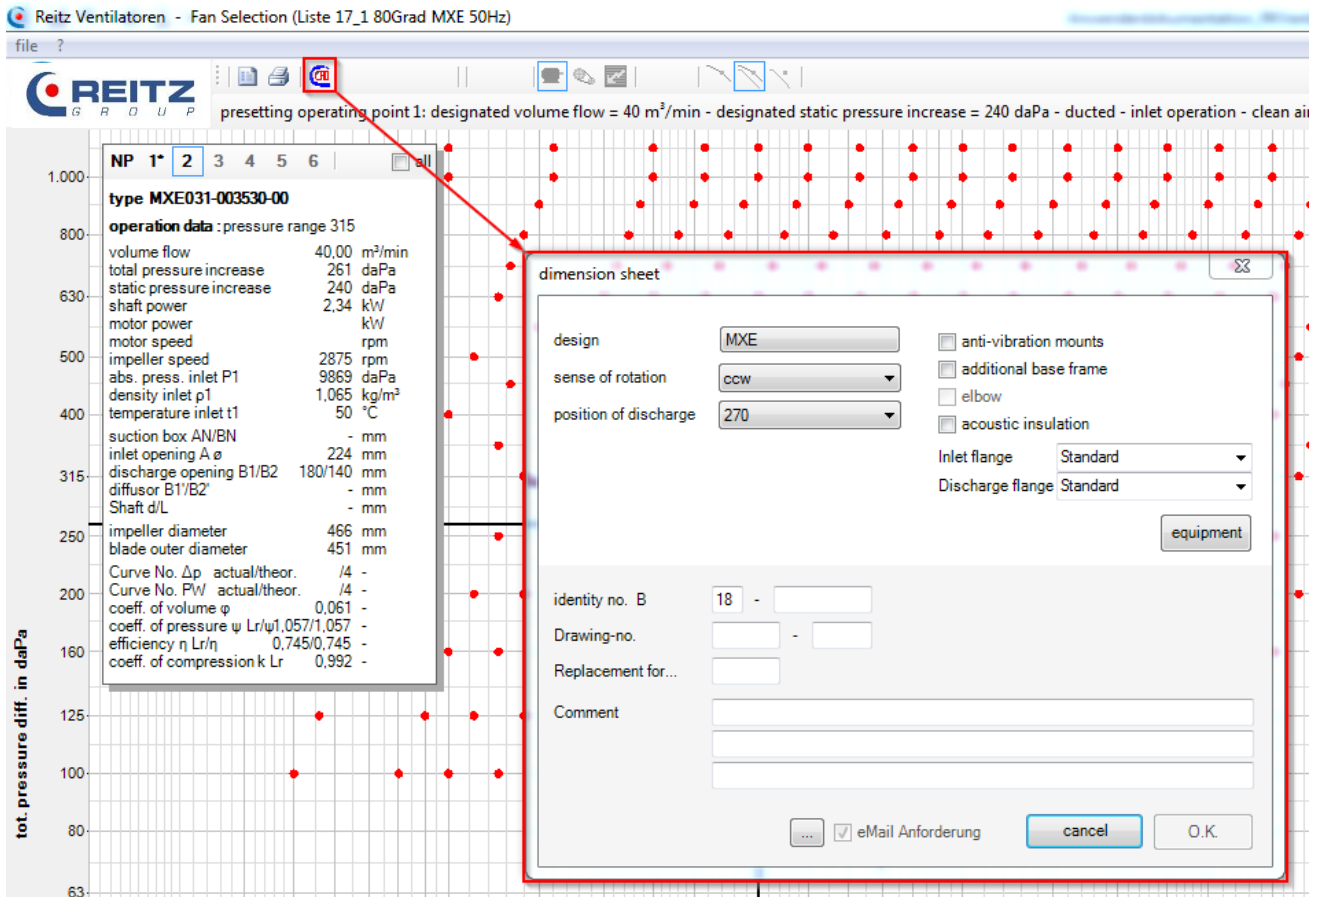 Reitz Ventilatoren - Fan Selection (Liste 17_1 80Grad MXE 50Hz)
file ?
REITZ
GROUP
presetting operating point 1: designated volume flow = 40 m³/min - designated static pressure increase = 240 daPa - ducted - inlet operation - clean air
NP 1* 2 3 4 5 6 all
type MXE031-003530-00
operation data : pressure range 315
volume flow 40,00 m³/min
total pressure increase 261 daPa
static pressure increase 240 daPa
shaft power 2,34 kW
motor power kW
motor speed rpm
impeller speed 2875 rpm
abs. press. inlet P1 9869 daPa
density inlet ρ1 1,065 kg/m³
temperature inlet t1 50 °C
suction box AN/BN - mm
inlet opening A ø 224 mm
discharge opening B1/B2 180/140 mm
diffusor B1'/B2' - mm
Shaft d/L - mm
impeller diameter 466 mm
blade outer diameter 451 mm
Curve No. Δp actual/theor. /4 -
Curve No. PW actual/theor. /4 -
coeff. of volume φ 0,061 -
coeff. of pressure ψ Lr/ψ 1,057/1,057 -
efficiency η Lr/η 0,745/0,745 -
coeff. of compression k Lr 0,992 -
tot. pressure diff. in daPa
1.000
800
630
500
400
315
250
200
160
125
100
80
63
dimension sheet
design MXE
sense of rotation ccw
position of discharge 270
anti-vibration mounts
additional base frame
elbow
acoustic insulation
Inlet flange Standard
Discharge flange Standard
equipment
identity no. B 18 -
Drawing-no. -
Replacement for...
Comment
... eMail Anforderung cancel O.K.